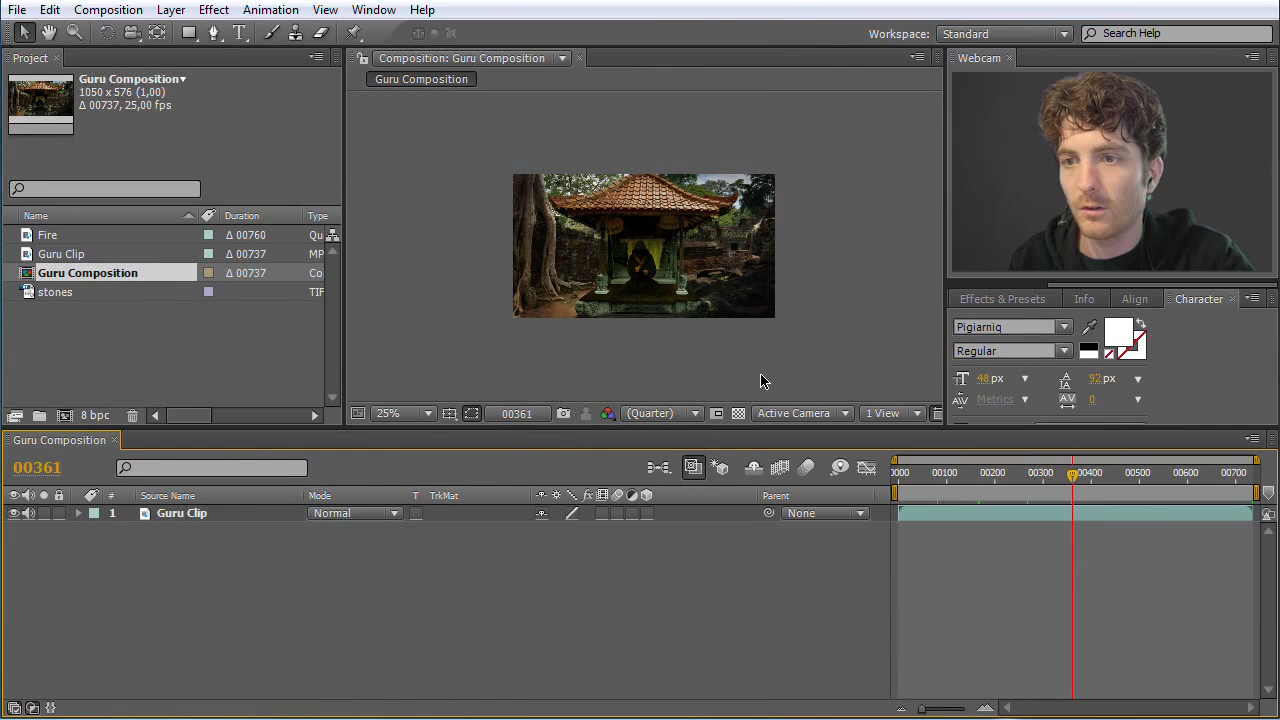 File Edit Composition Layer Effect Animation View Window Help
Workspace: Standard Search Help
Project
Guru Composition
1050 x 576 (1,00)
Δ 00737, 25,00 fps
Name Duration Type
Fire Δ 00760 Qu
Guru Clip Δ 00737 MP
Guru Composition Δ 00737 Co
stones TIF
8 bpc
Composition: Guru Composition
Guru Composition
25% 00361 (Quarter) Active Camera 1 View
Webcam
Effects & Presets Info Align Character
Pigiarniq
Regular
48 px 92 px
Metrics 0
Guru Composition
00361
0000 00100 00200 00300 00400 00500 00600 00700
# Source Name Mode T TrkMat Parent
1 Guru Clip Normal None